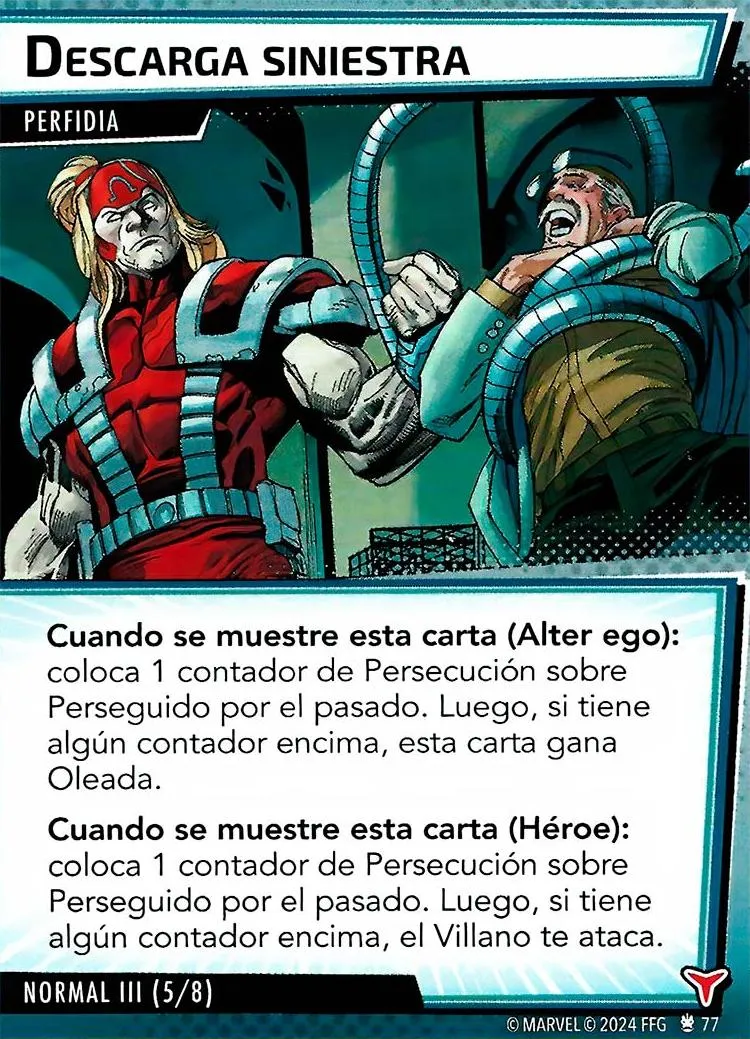 DESCARGA SINIESTRA
PERFIDIA
Cuando se muestre esta carta (Alter ego):
coloca 1 contador de Persecución sobre
Perseguido por el pasado. Luego, si tiene
algún contador encima, esta carta gana
Oleada.
Cuando se muestre esta carta (Héroe):
coloca 1 contador de Persecución sobre
Perseguido por el pasado. Luego, si tiene
algún contador encima, el Villano te ataca.
NORMAL III (5/8)
© MARVEL © 2024 FFG 77